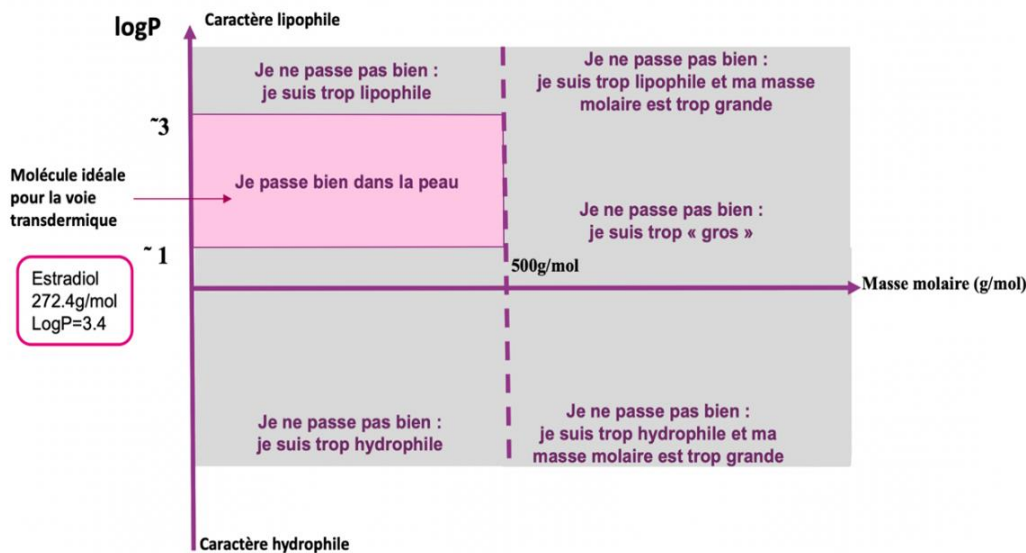 logP
Caractère lipophile
Je ne passe pas bien :
je suis trop lipophile
Je ne passe pas bien :
je suis trop lipophile et ma masse
molaire est trop grande
~3
Molécule idéale
pour la voie
transdermique
Je passe bien dans la peau
Je ne passe pas bien :
je suis trop « gros »
~ 1
500g/mol
Masse molaire (g/mol)
Estradiol
272.4g/mol
LogP=3.4
Je ne passe pas bien :
je suis trop hydrophile
Je ne passe pas bien :
je suis trop hydrophile et ma
masse molaire est trop grande
Caractère hydrophile